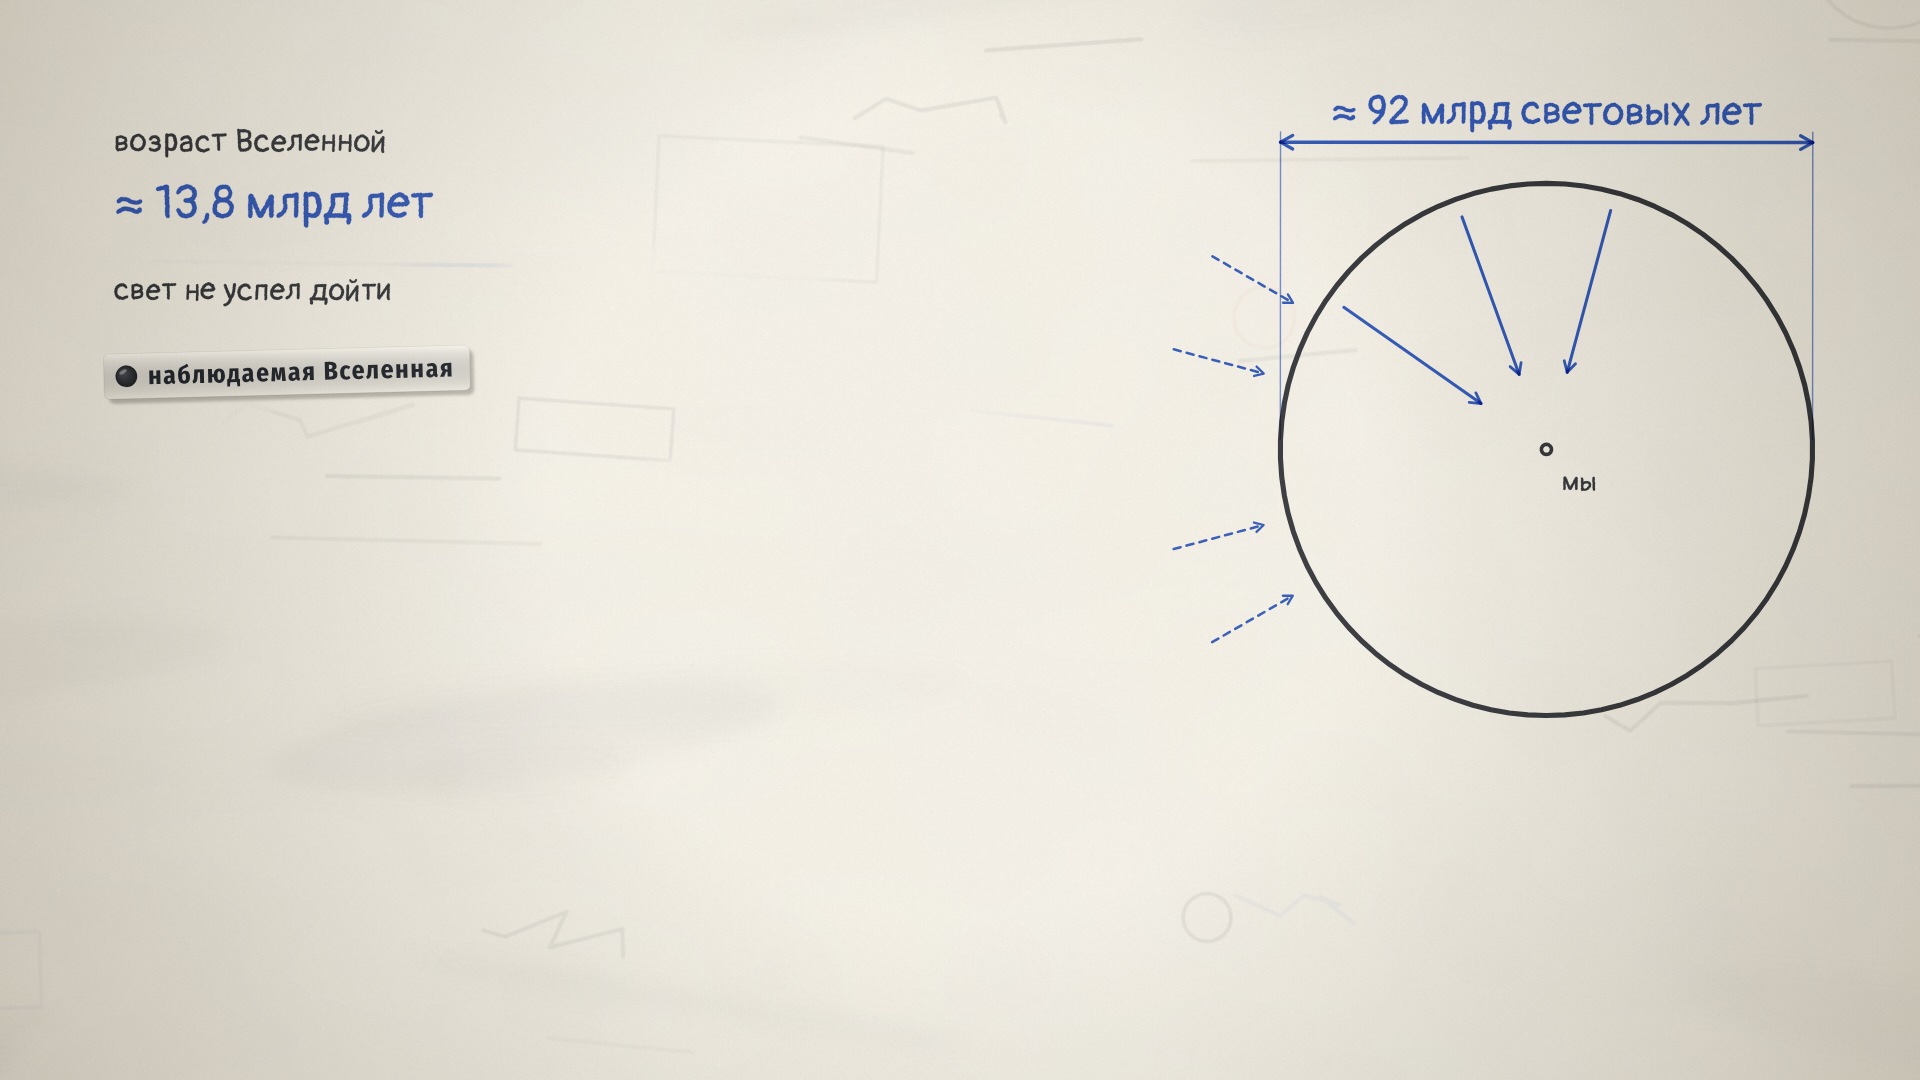 возраст Вселенной
≈ 13,8 млрд лет
свет не успел дойти
наблюдаемая Вселенная
≈ 92 млрд световых лет
мы